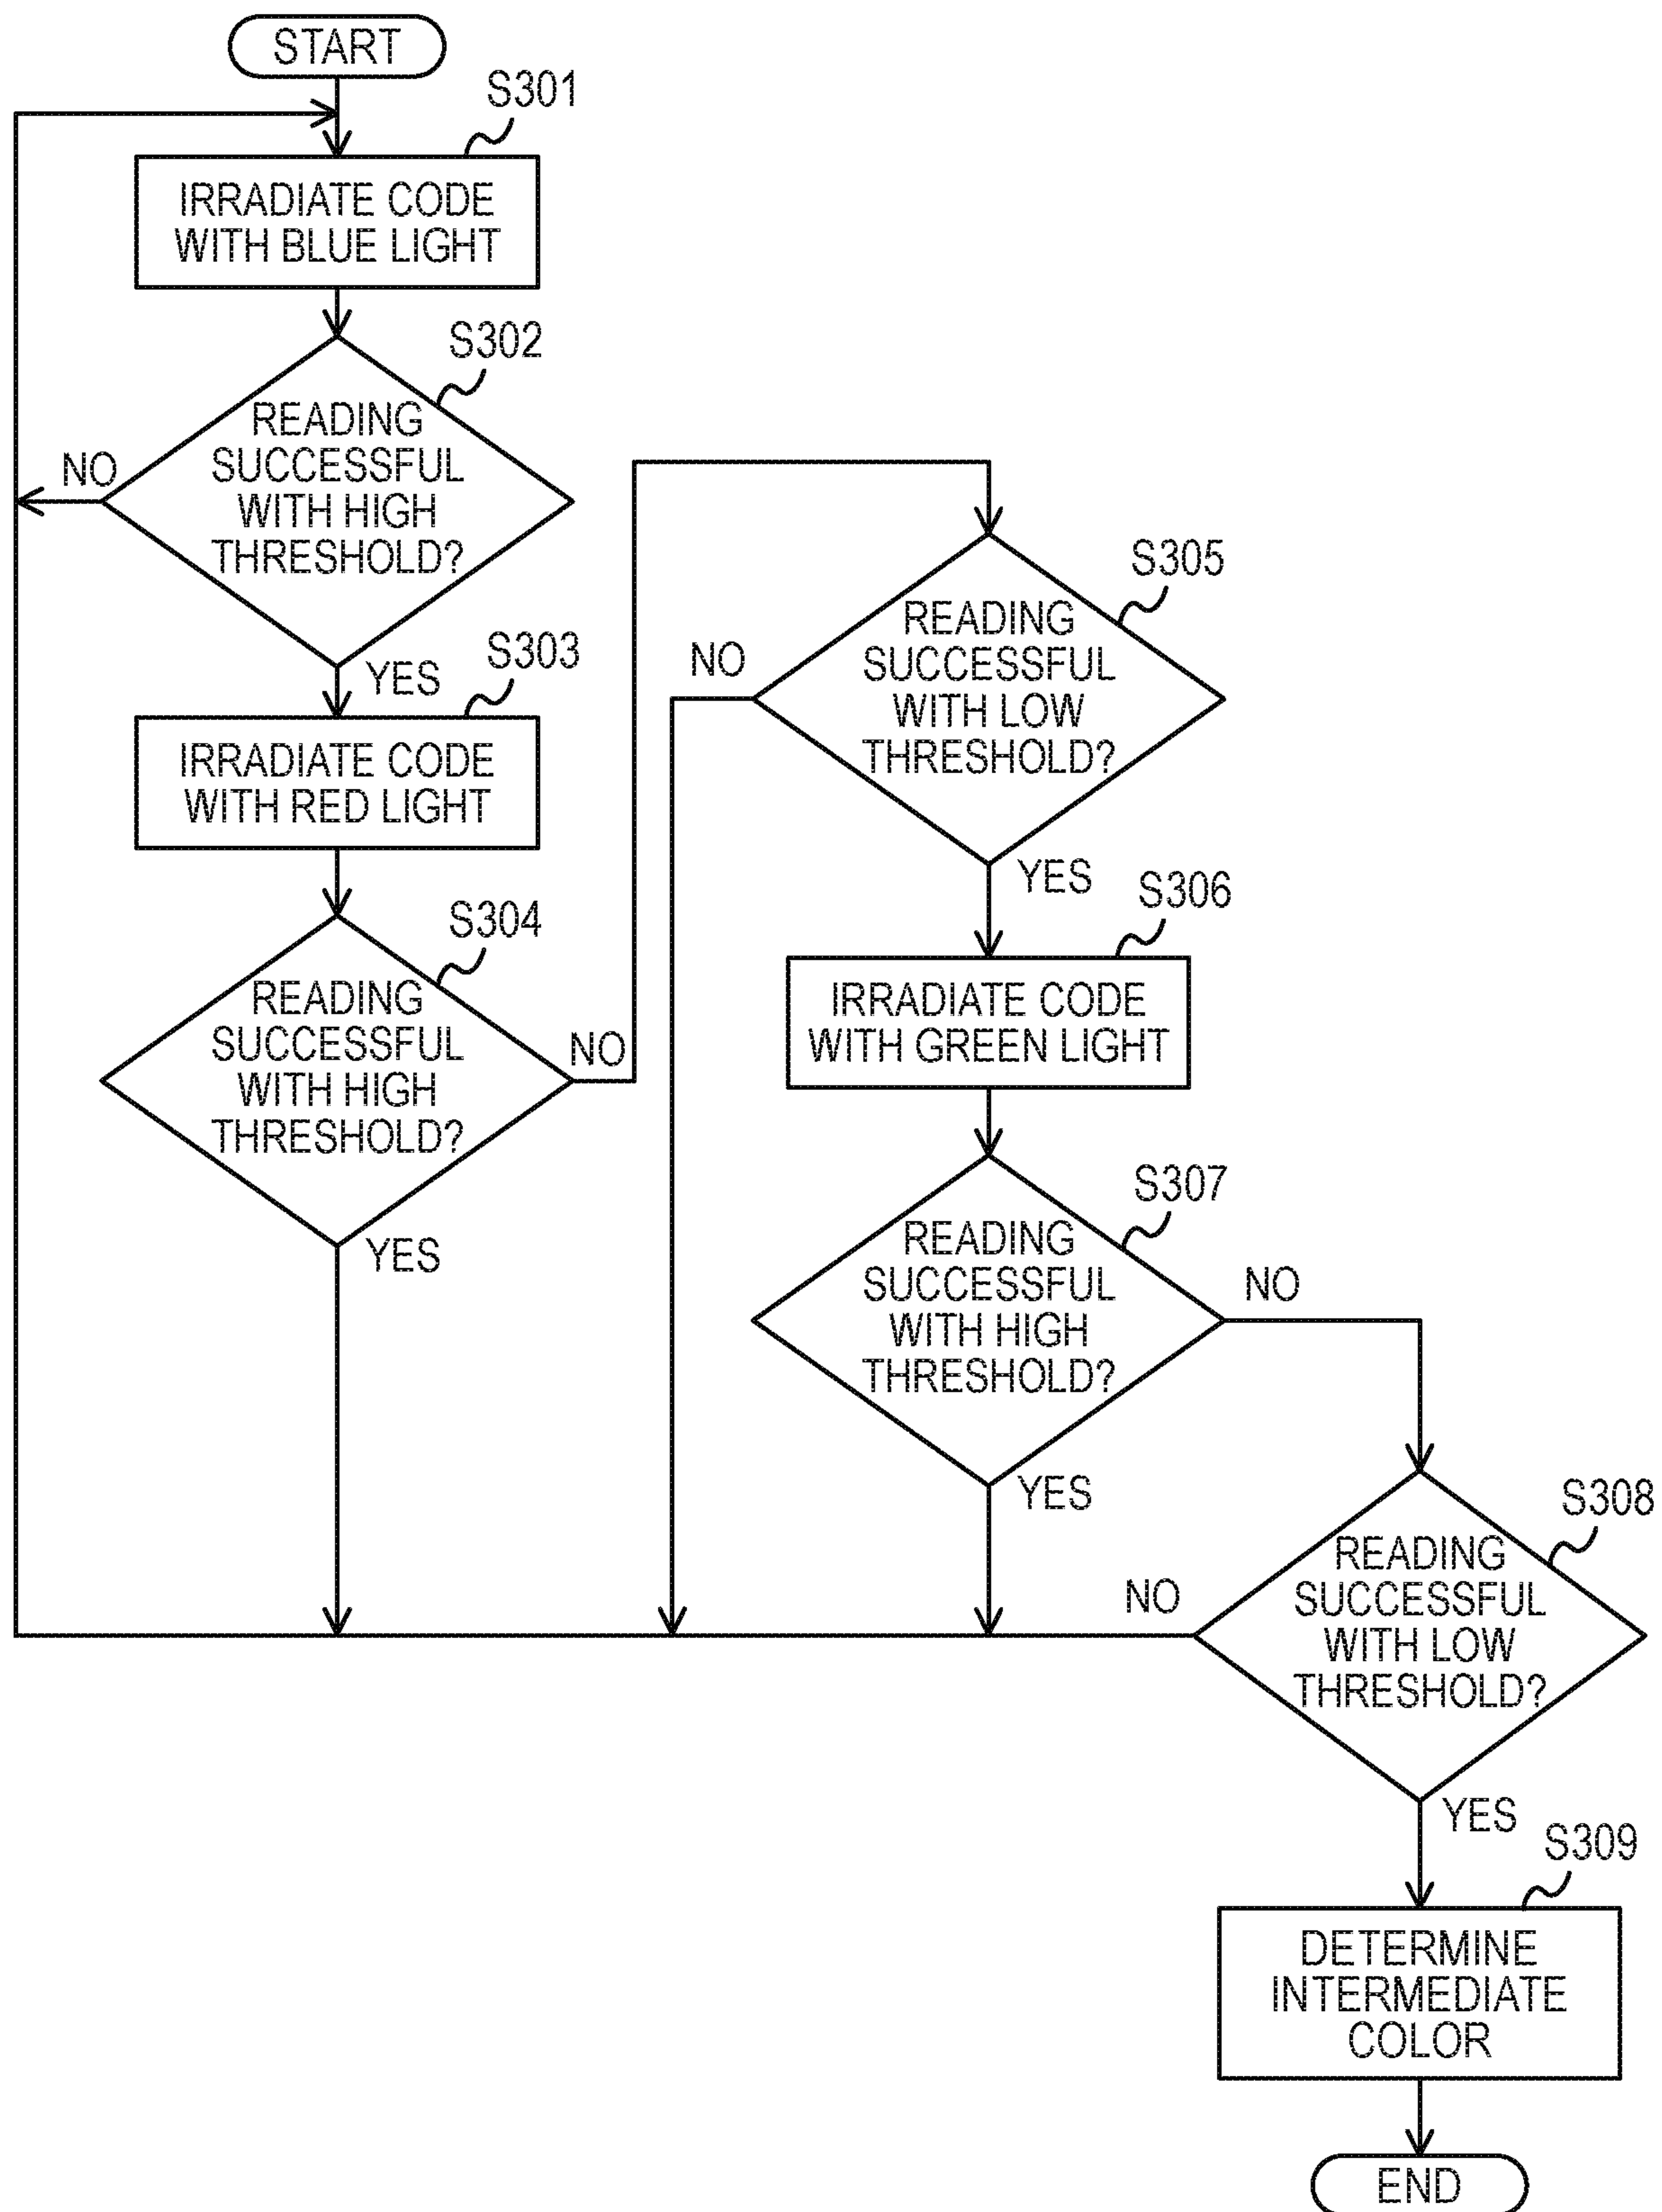 START
S301
IRRADIATE CODE
WITH BLUE LIGHT
S302
READING
SUCCESSFUL
WITH HIGH
THRESHOLD?
NO
YES
S303
IRRADIATE CODE
WITH RED LIGHT
S304
READING
SUCCESSFUL
WITH HIGH
THRESHOLD?
NO
YES
S305
READING
SUCCESSFUL
WITH LOW
THRESHOLD?
NO
YES
S306
IRRADIATE CODE
WITH GREEN LIGHT
S307
READING
SUCCESSFUL
WITH HIGH
THRESHOLD?
NO
YES
S308
READING
SUCCESSFUL
WITH LOW
THRESHOLD?
NO
YES
S309
DETERMINE
INTERMEDIATE
COLOR
END